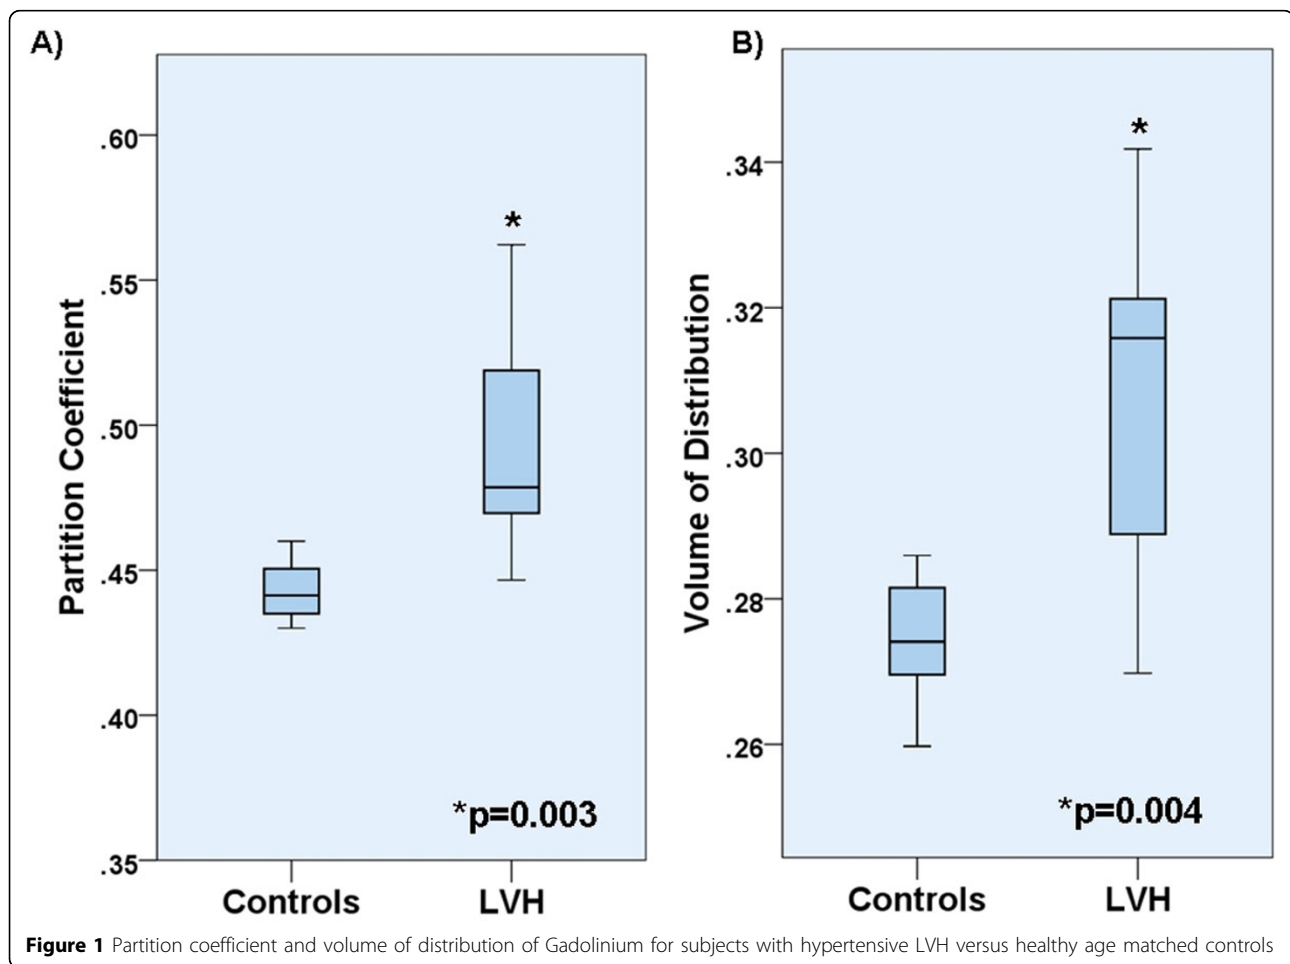 A)
.60
.55
.50
.45
.40
.35
Partition Coefficient
*
*p=0.003
Controls LVH
B)
.34
.32
.30
.28
.26
Volume of Distribution
*
*p=0.004
Controls LVH
Figure 1 Partition coefficient and volume of distribution of Gadolinium for subjects with hypertensive LVH versus healthy age matched controls